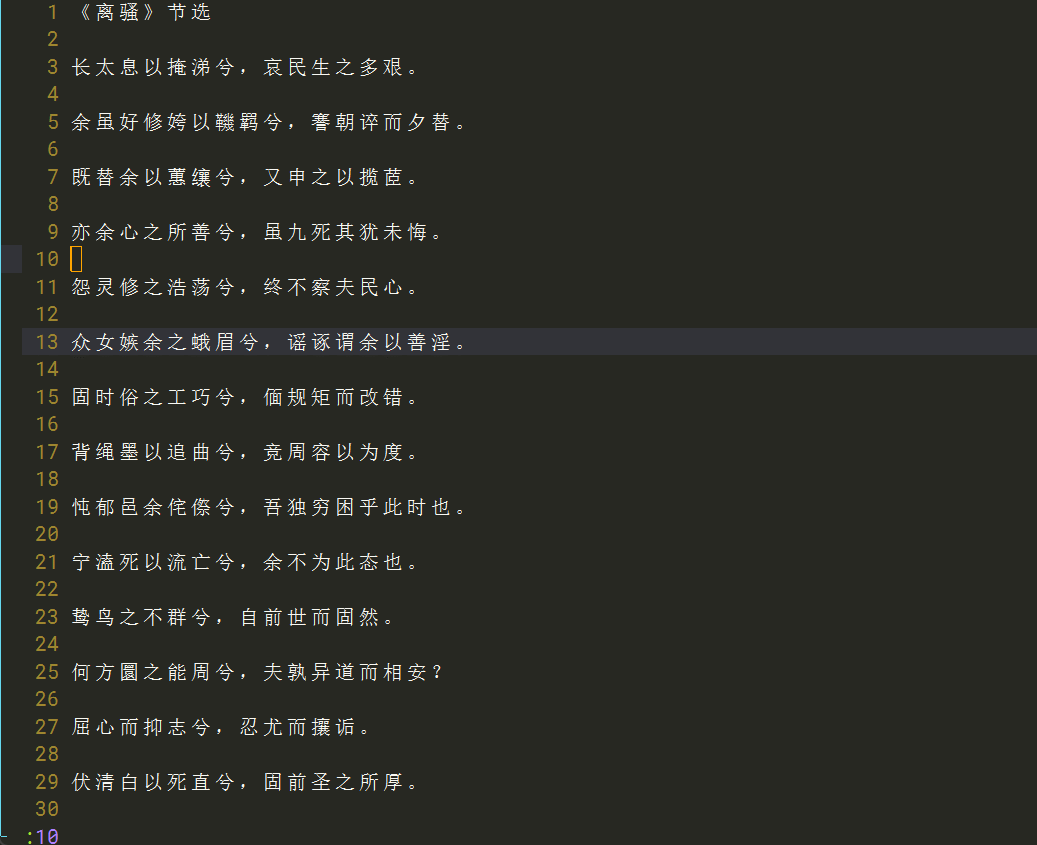 1 《离骚》节选
2
3 长太息以掩涕兮，哀民生之多艰。
4
5 余虽好修姱以鞿羁兮，謇朝谇而夕替。
6
7 既替余以蕙纕兮，又申之以揽茝。
8
9 亦余心之所善兮，虽九死其犹未悔。
10
11 怨灵修之浩荡兮，终不察夫民心。
12
13 众女嫉余之蛾眉兮，谣诼谓余以善淫。
14
15 固时俗之工巧兮，偭规矩而改错。
16
17 背绳墨以追曲兮，竞周容以为度。
18
19 忳郁邑余侘傺兮，吾独穷困乎此时也。
20
21 宁溘死以流亡兮，余不为此态也。
22
23 鸷鸟之不群兮，自前世而固然。
24
25 何方圜之能周兮，夫孰异道而相安？
26
27 屈心而抑志兮，忍尤而攘诟。
28
29 伏清白以死直兮，固前圣之所厚。
30
:10